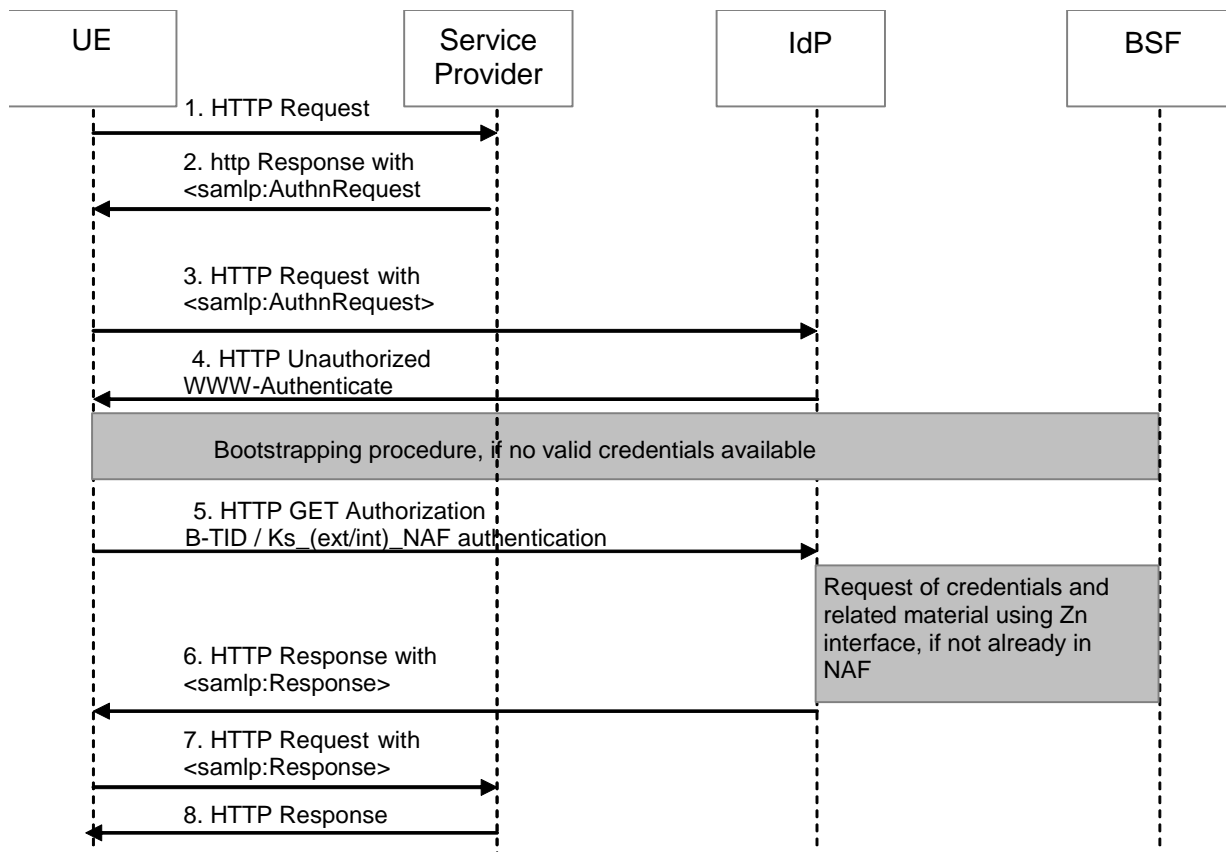 UE
Service
Provider
IdP
BSF
1. HTTP Request
2. http Response with
<samlp:AuthnRequest
3. HTTP Request with
<samlp:AuthnRequest>
4. HTTP Unauthorized
WWW-Authenticate
Bootstrapping procedure, if no valid credentials available
5. HTTP GET Authorization
B-TID / Ks_(ext/int)_NAF authentication
Request of credentials and
related material using Zn
interface, if not already in
NAF
6. HTTP Response with
<samlp:Response>
7. HTTP Request with
<samlp:Response>
8. HTTP Response